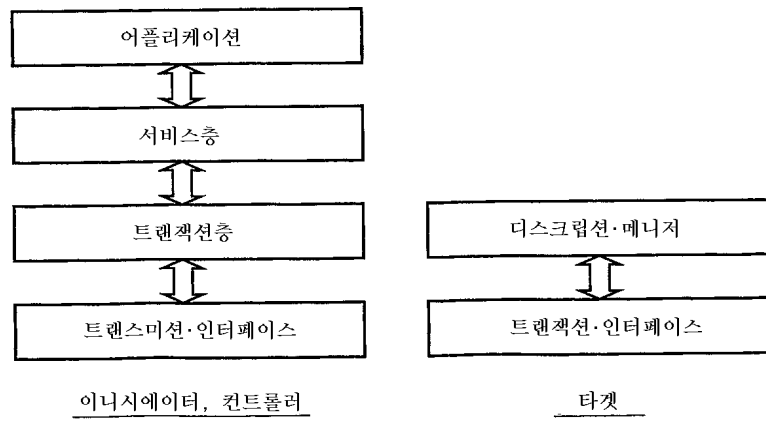 어플리케이션
서비스층
트랜잭션층
트랜스미션·인터페이스
이니시에이터, 컨트롤러
디스크립션·메니저
트랜잭션·인터페이스
타겟